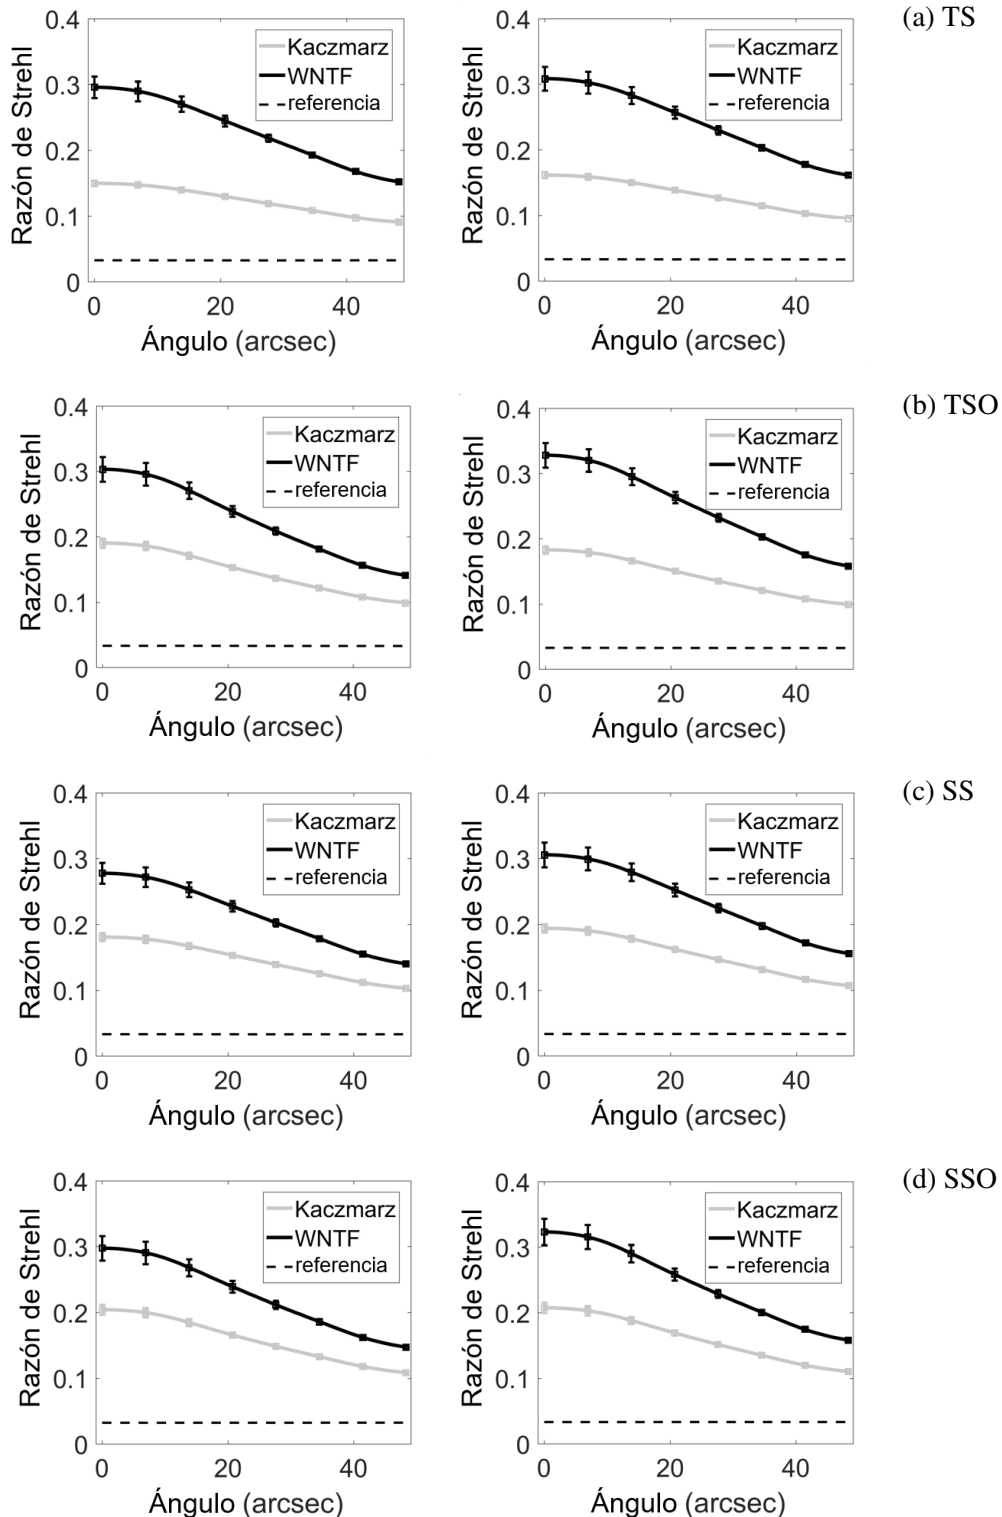 (a) TS
0.4
0.3
0.2
0.1
0
Razón de Strehl
Kaczmarz
WNTF
referencia
0 20 40
Ángulo (arcsec)
0.4
0.3
0.2
0.1
0
Razón de Strehl
Kaczmarz
WNTF
referencia
0 20 40
Ángulo (arcsec)
(b) TSO
0.4
0.3
0.2
0.1
0
Razón de Strehl
Kaczmarz
WNTF
referencia
0 20 40
Ángulo (arcsec)
0.4
0.3
0.2
0.1
0
Razón de Strehl
Kaczmarz
WNTF
referencia
0 20 40
Ángulo (arcsec)
(c) SS
0.4
0.3
0.2
0.1
0
Razón de Strehl
Kaczmarz
WNTF
referencia
0 20 40
Ángulo (arcsec)
0.4
0.3
0.2
0.1
0
Razón de Strehl
Kaczmarz
WNTF
referencia
0 20 40
Ángulo (arcsec)
(d) SSO
0.4
0.3
0.2
0.1
0
Razón de Strehl
Kaczmarz
WNTF
referencia
0 20 40
Ángulo (arcsec)
0.4
0.3
0.2
0.1
0
Razón de Strehl
Kaczmarz
WNTF
referencia
0 20 40
Ángulo (arcsec)